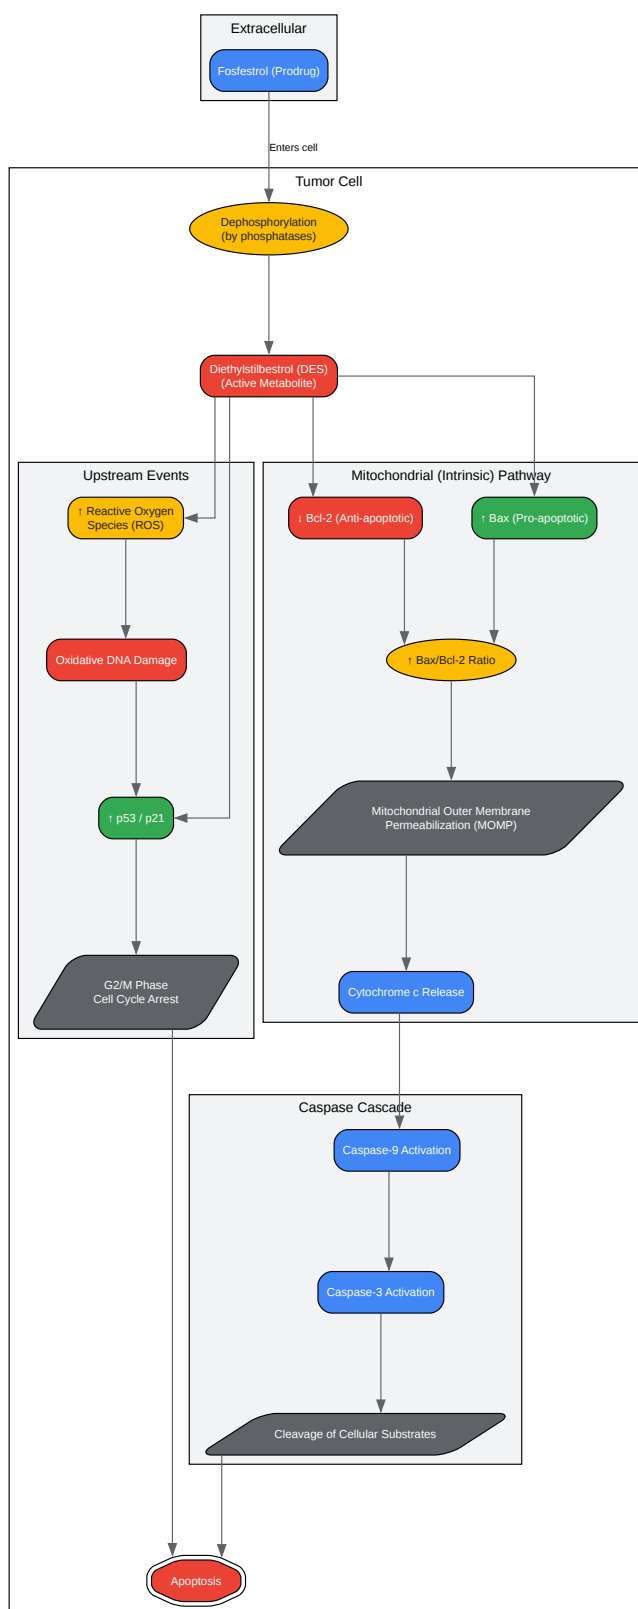 Extracellular
Fosfestrol (Prodrug)
Enters cell
Tumor Cell
Dephosphorylation
(by phosphatases)
Diethylstilbestrol (DES)
(Active Metabolite)
Upstream Events
↑ Reactive Oxygen
Species (ROS)
Oxidative DNA Damage
↑ p53 / p21
G2/M Phase
Cell Cycle Arrest
Mitochondrial (Intrinsic) Pathway
↓ Bcl-2 (Anti-apoptotic)
↑ Bax (Pro-apoptotic)
↑ Bax/Bcl-2 Ratio
Mitochondrial Outer Membrane
Permeabilization (MOMP)
Cytochrome c Release
Caspase Cascade
Caspase-9 Activation
Caspase-3 Activation
Cleavage of Cellular Substrates
Apoptosis